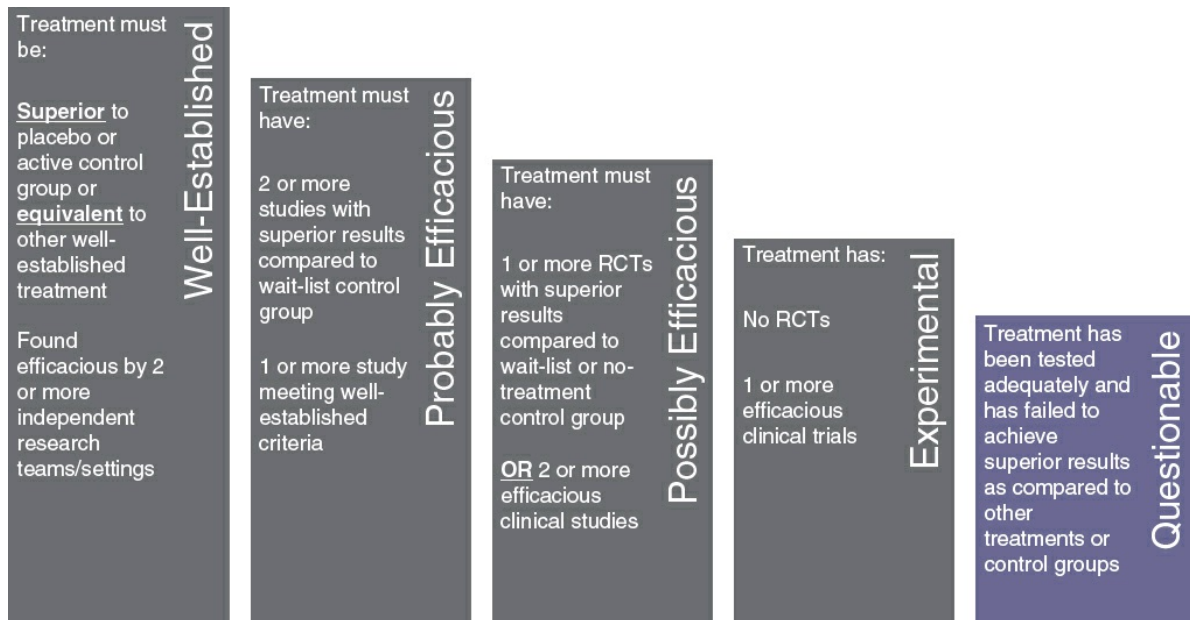 Treatment must
be:
Superior to
placebo or
active control
group or
equivalent to
other well-
established
treatment
Found
efficacious by 2
or more
independent
research
teams/settings
Well-Established
Treatment must
have:
2 or more
studies with
superior results
compared to
wait-list control
group
1 or more study
meeting well-
established
criteria
Probably Efficacious
Treatment must
have:
1 or more RCTs
with superior
results
compared to
wait-list or no-
treatment
control group
OR 2 or more
efficacious
clinical studies
Possibly Efficacious
Treatment has:
No RCTs
1 or more
efficacious
clinical trials
Experimental
Treatment has
been tested
adequately and
has failed to
achieve
superior results
as compared to
other
treatments or
control groups
Questionable